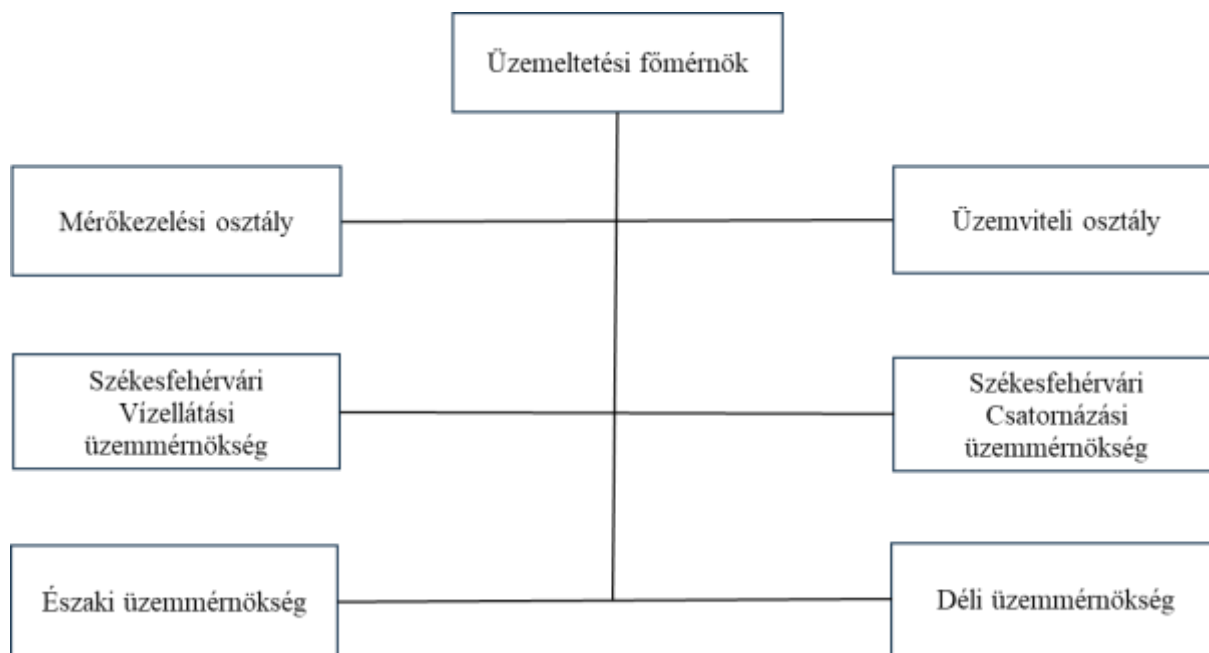 Üzemeltetési főmérnök
Mérőkezelési osztály
Üzemviteli osztály
Székesfehérvári
Vízellátási
üzemmérnökség
Székesfehérvári
Csatornázási
üzemmérnökség
Északi üzemmérnökség
Déli üzemmérnökség